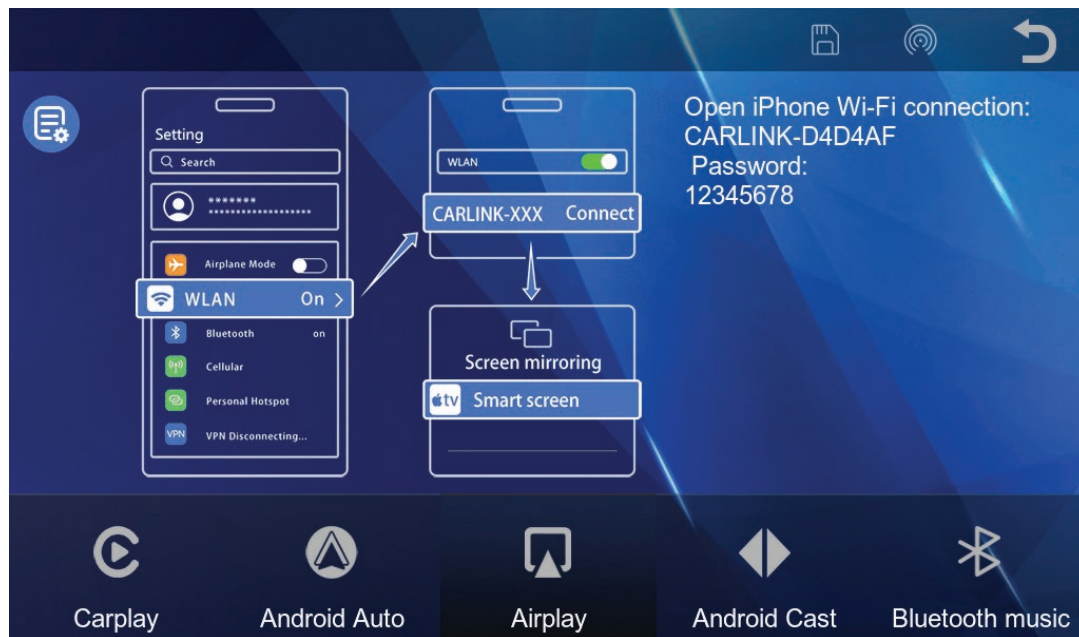 Setting
Search
*******
*******************
Airplane Mode
WLAN On >
Bluetooth on
Cellular
Personal Hotspot
VPN VPN Disconnecting...
WLAN
CARLINK-XXX Connect
Screen mirroring
tv Smart screen
Open iPhone Wi-Fi connection:
CARLINK-D4D4AF
Password:
12345678
Carplay
Android Auto
Airplay
Android Cast
Bluetooth music